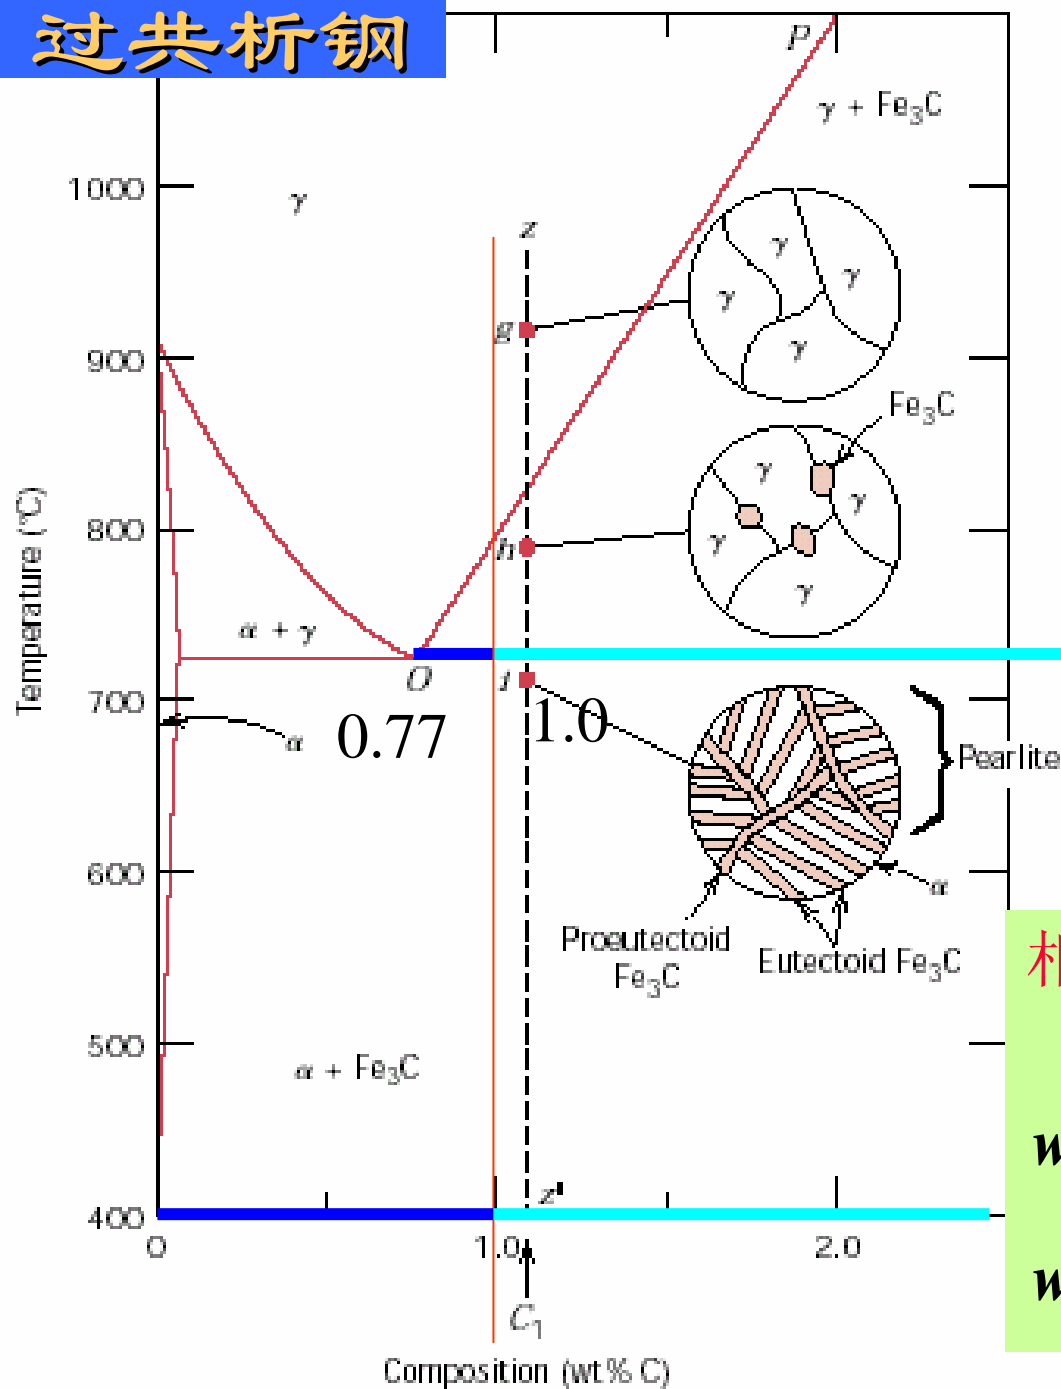 过共析钢
P
γ + Fe₃C
1000
γ
z
γ
γ
γ
g
γ
900
Fe₃C
γ
γ
800
γ
h
γ
Temperature (°C)
α + γ
O
i
700
α
0.77
1.0
Pearlite
600
α
Proeutectoid
Fe₃C
Eutectoid Fe₃C
相
500
α + Fe₃C
w
z'
400
0
1.0
2.0
w
C₁
Composition (wt% C)